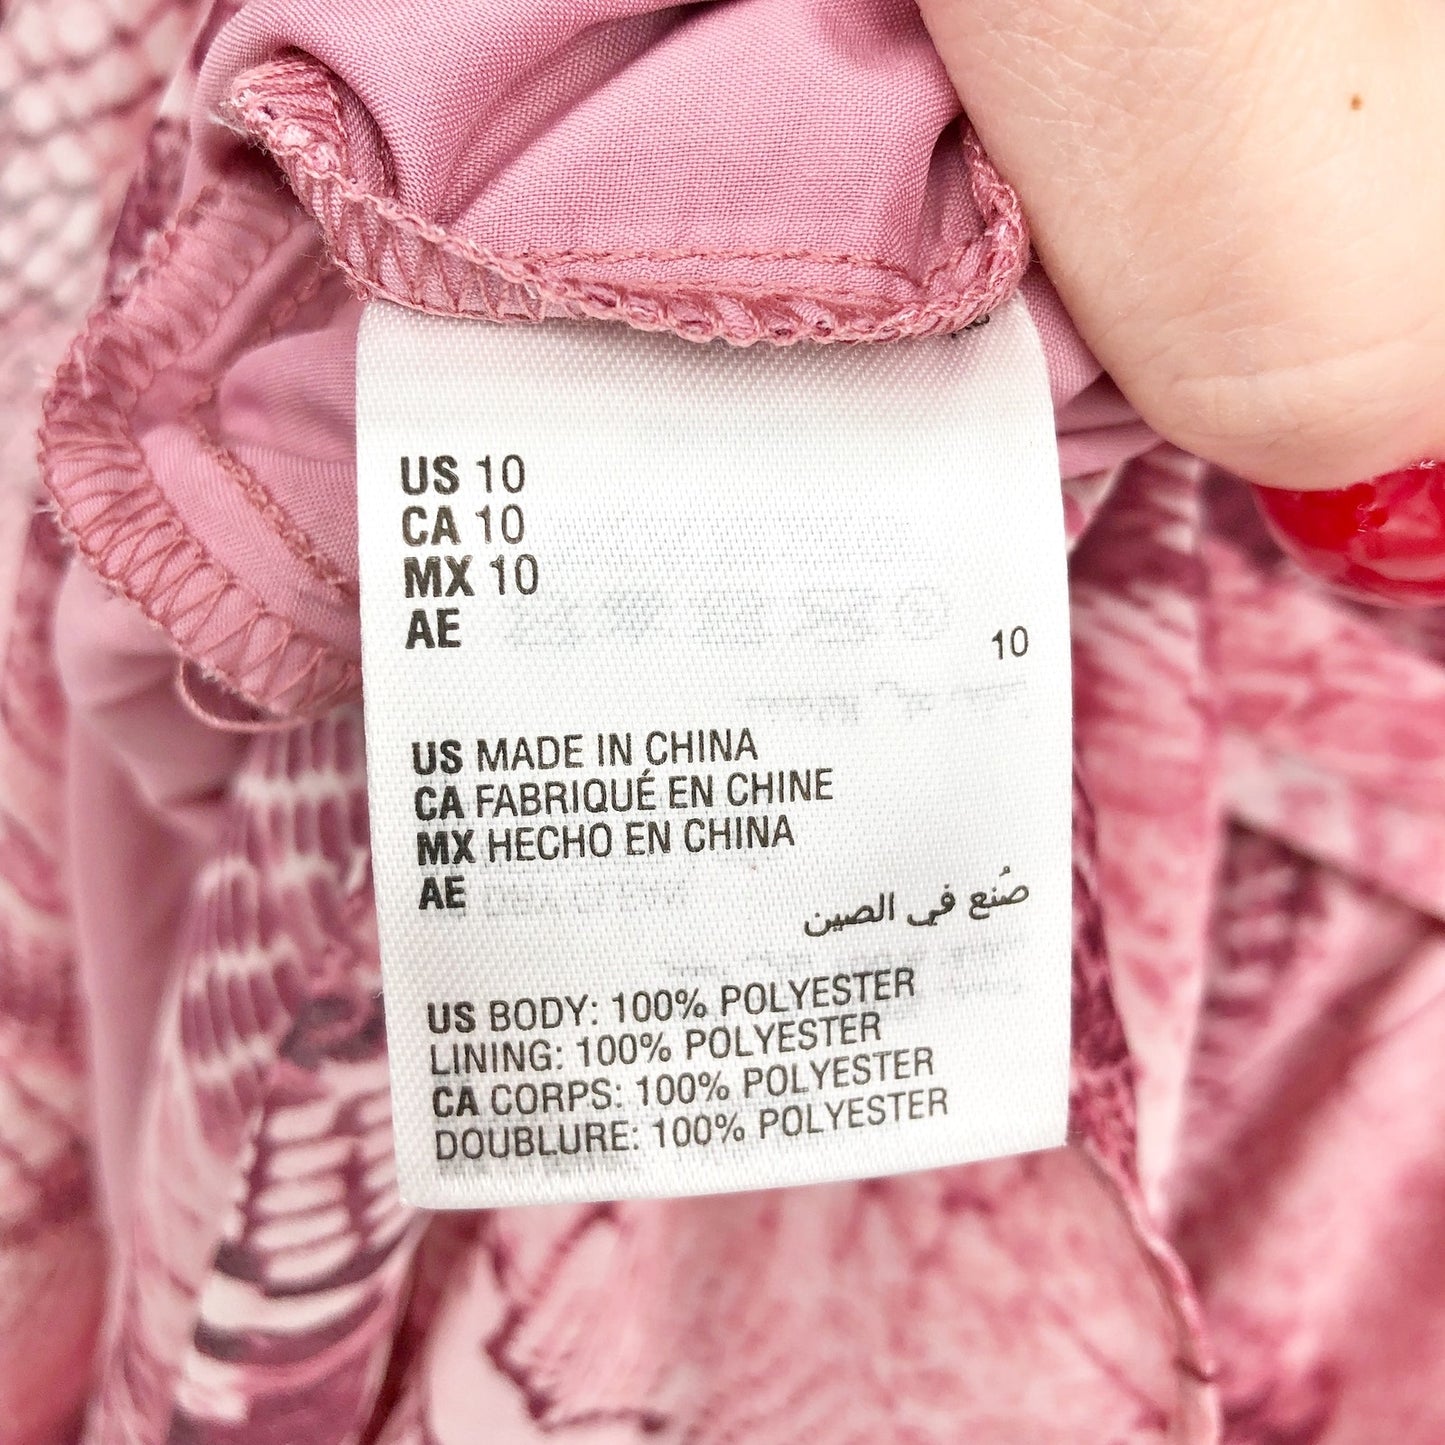 US 10
CA 10
MX 10
AE 10
US MADE IN CHINA
CA FABRIQUÉ EN CHINE
MX HECHO EN CHINA
AE صُنع في الصين
US BODY: 100% POLYESTER
LINING: 100% POLYESTER
CA CORPS: 100% POLYESTER
DOUBLURE: 100% POLYESTER